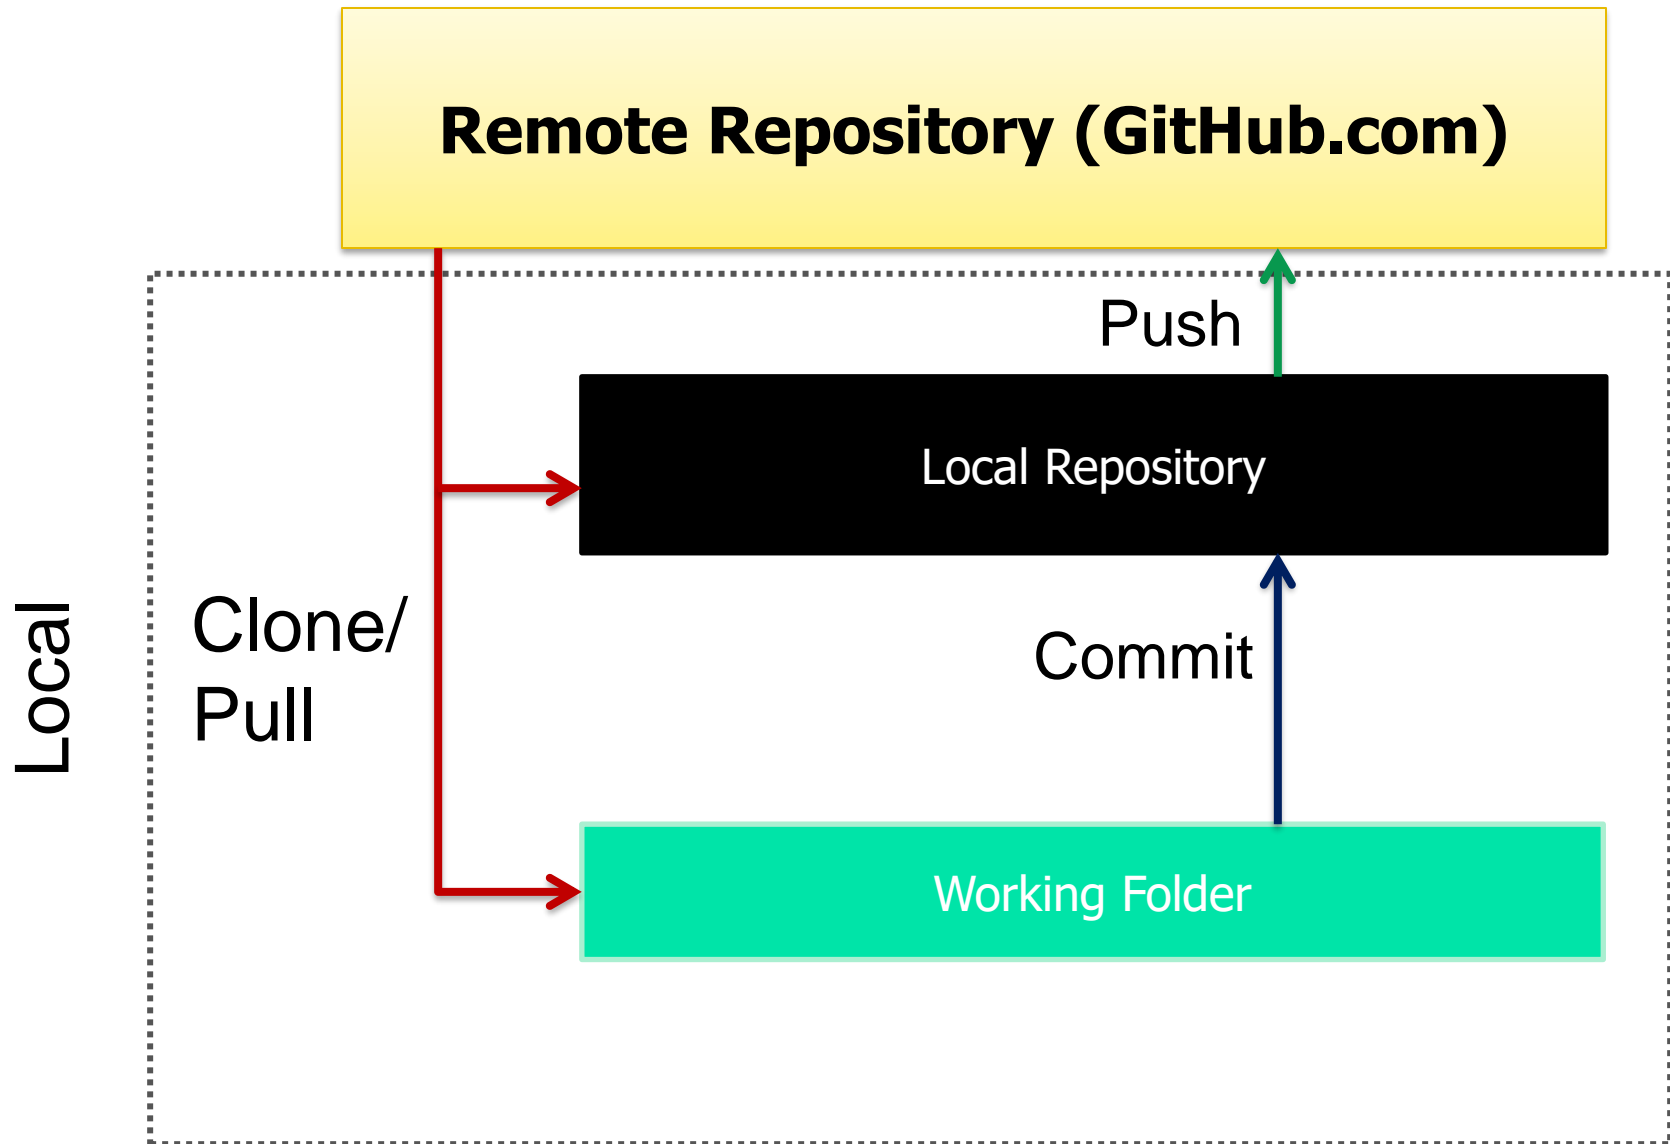 Remote Repository (GitHub.com)
Push
Local Repository
Local
Clone/
Pull
Commit
Working Folder